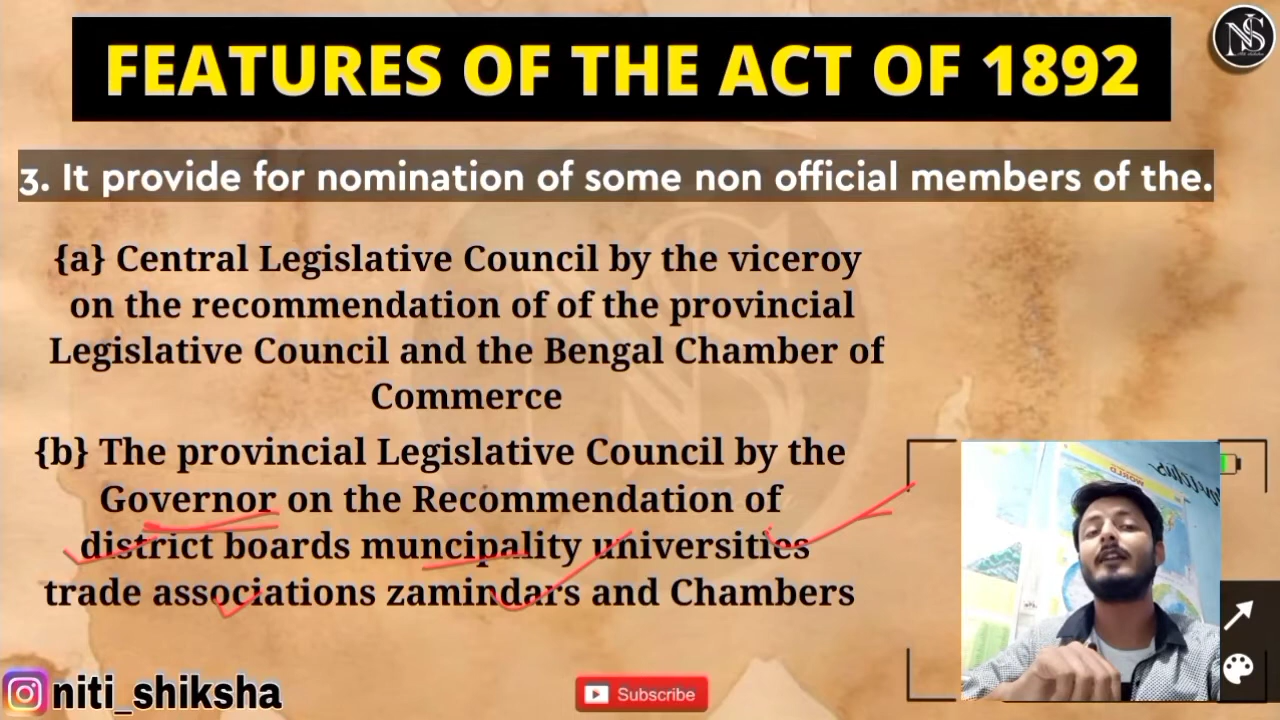 FEATURES OF THE ACT OF 1892
NS
3. It provide for nomination of some non official members of the.
{a} Central Legislative Council by the viceroy
on the recommendation of of the provincial
Legislative Council and the Bengal Chamber of
Commerce
{b} The provincial Legislative Council by the
Governor on the Recommendation of
district boards muncipality universities
trade associations zamindars and Chambers
WORLD
niti_shiksha
Subscribe